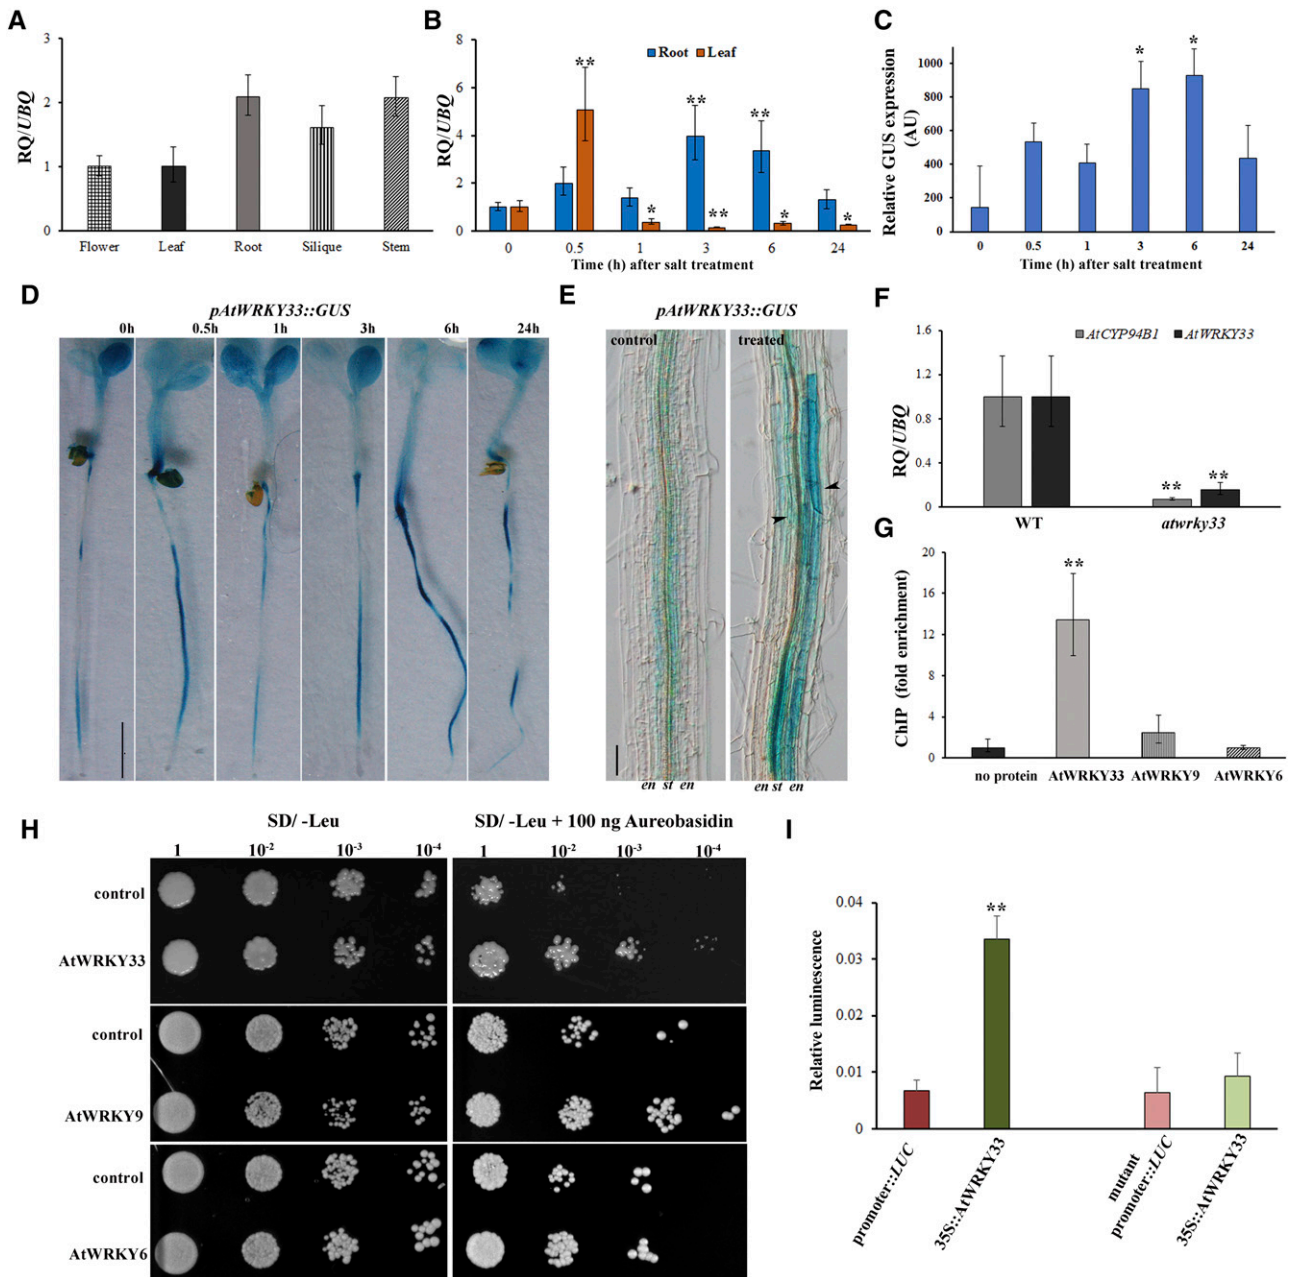 A
3
2
1
0
RQ/UBQ
Flower Leaf Root Silique Stem
B
8
6
4
2
0
RQ/UBQ
Root Leaf
**
** **
* ** * *
0 0.5 1 3 6 24
Time (h) after salt treatment
C
1000
800
600
400
200
0
Relative GUS expression
(AU)
* *
0 0.5 1 3 6 24
Time (h) after salt treatment
D
pAtWRKY33::GUS
0h 0.5h 1h 3h 6h 24h
E
pAtWRKY33::GUS
control treated
en st en en st en
F
1.6
1.2
0.8
0.4
0
RQ/UBQ
AtCYP94B1 AtWRKY33
** **
WT atwrky33
G
20
16
12
8
4
0
ChIP (fold enrichment)
**
no protein AtWRKY33 AtWRKY9 AtWRKY6
H
SD/ -Leu SD/ -Leu + 100 ng Aureobasidin
1 10-2 10-3 10-4 1 10-2 10-3 10-4
control
AtWRKY33
control
AtWRKY9
control
AtWRKY6
I
0.04
0.03
0.02
0.01
0
Relative luminescence
**
promoter::LUC
35S::AtWRKY33
mutant
promoter::LUC
35S::AtWRKY33